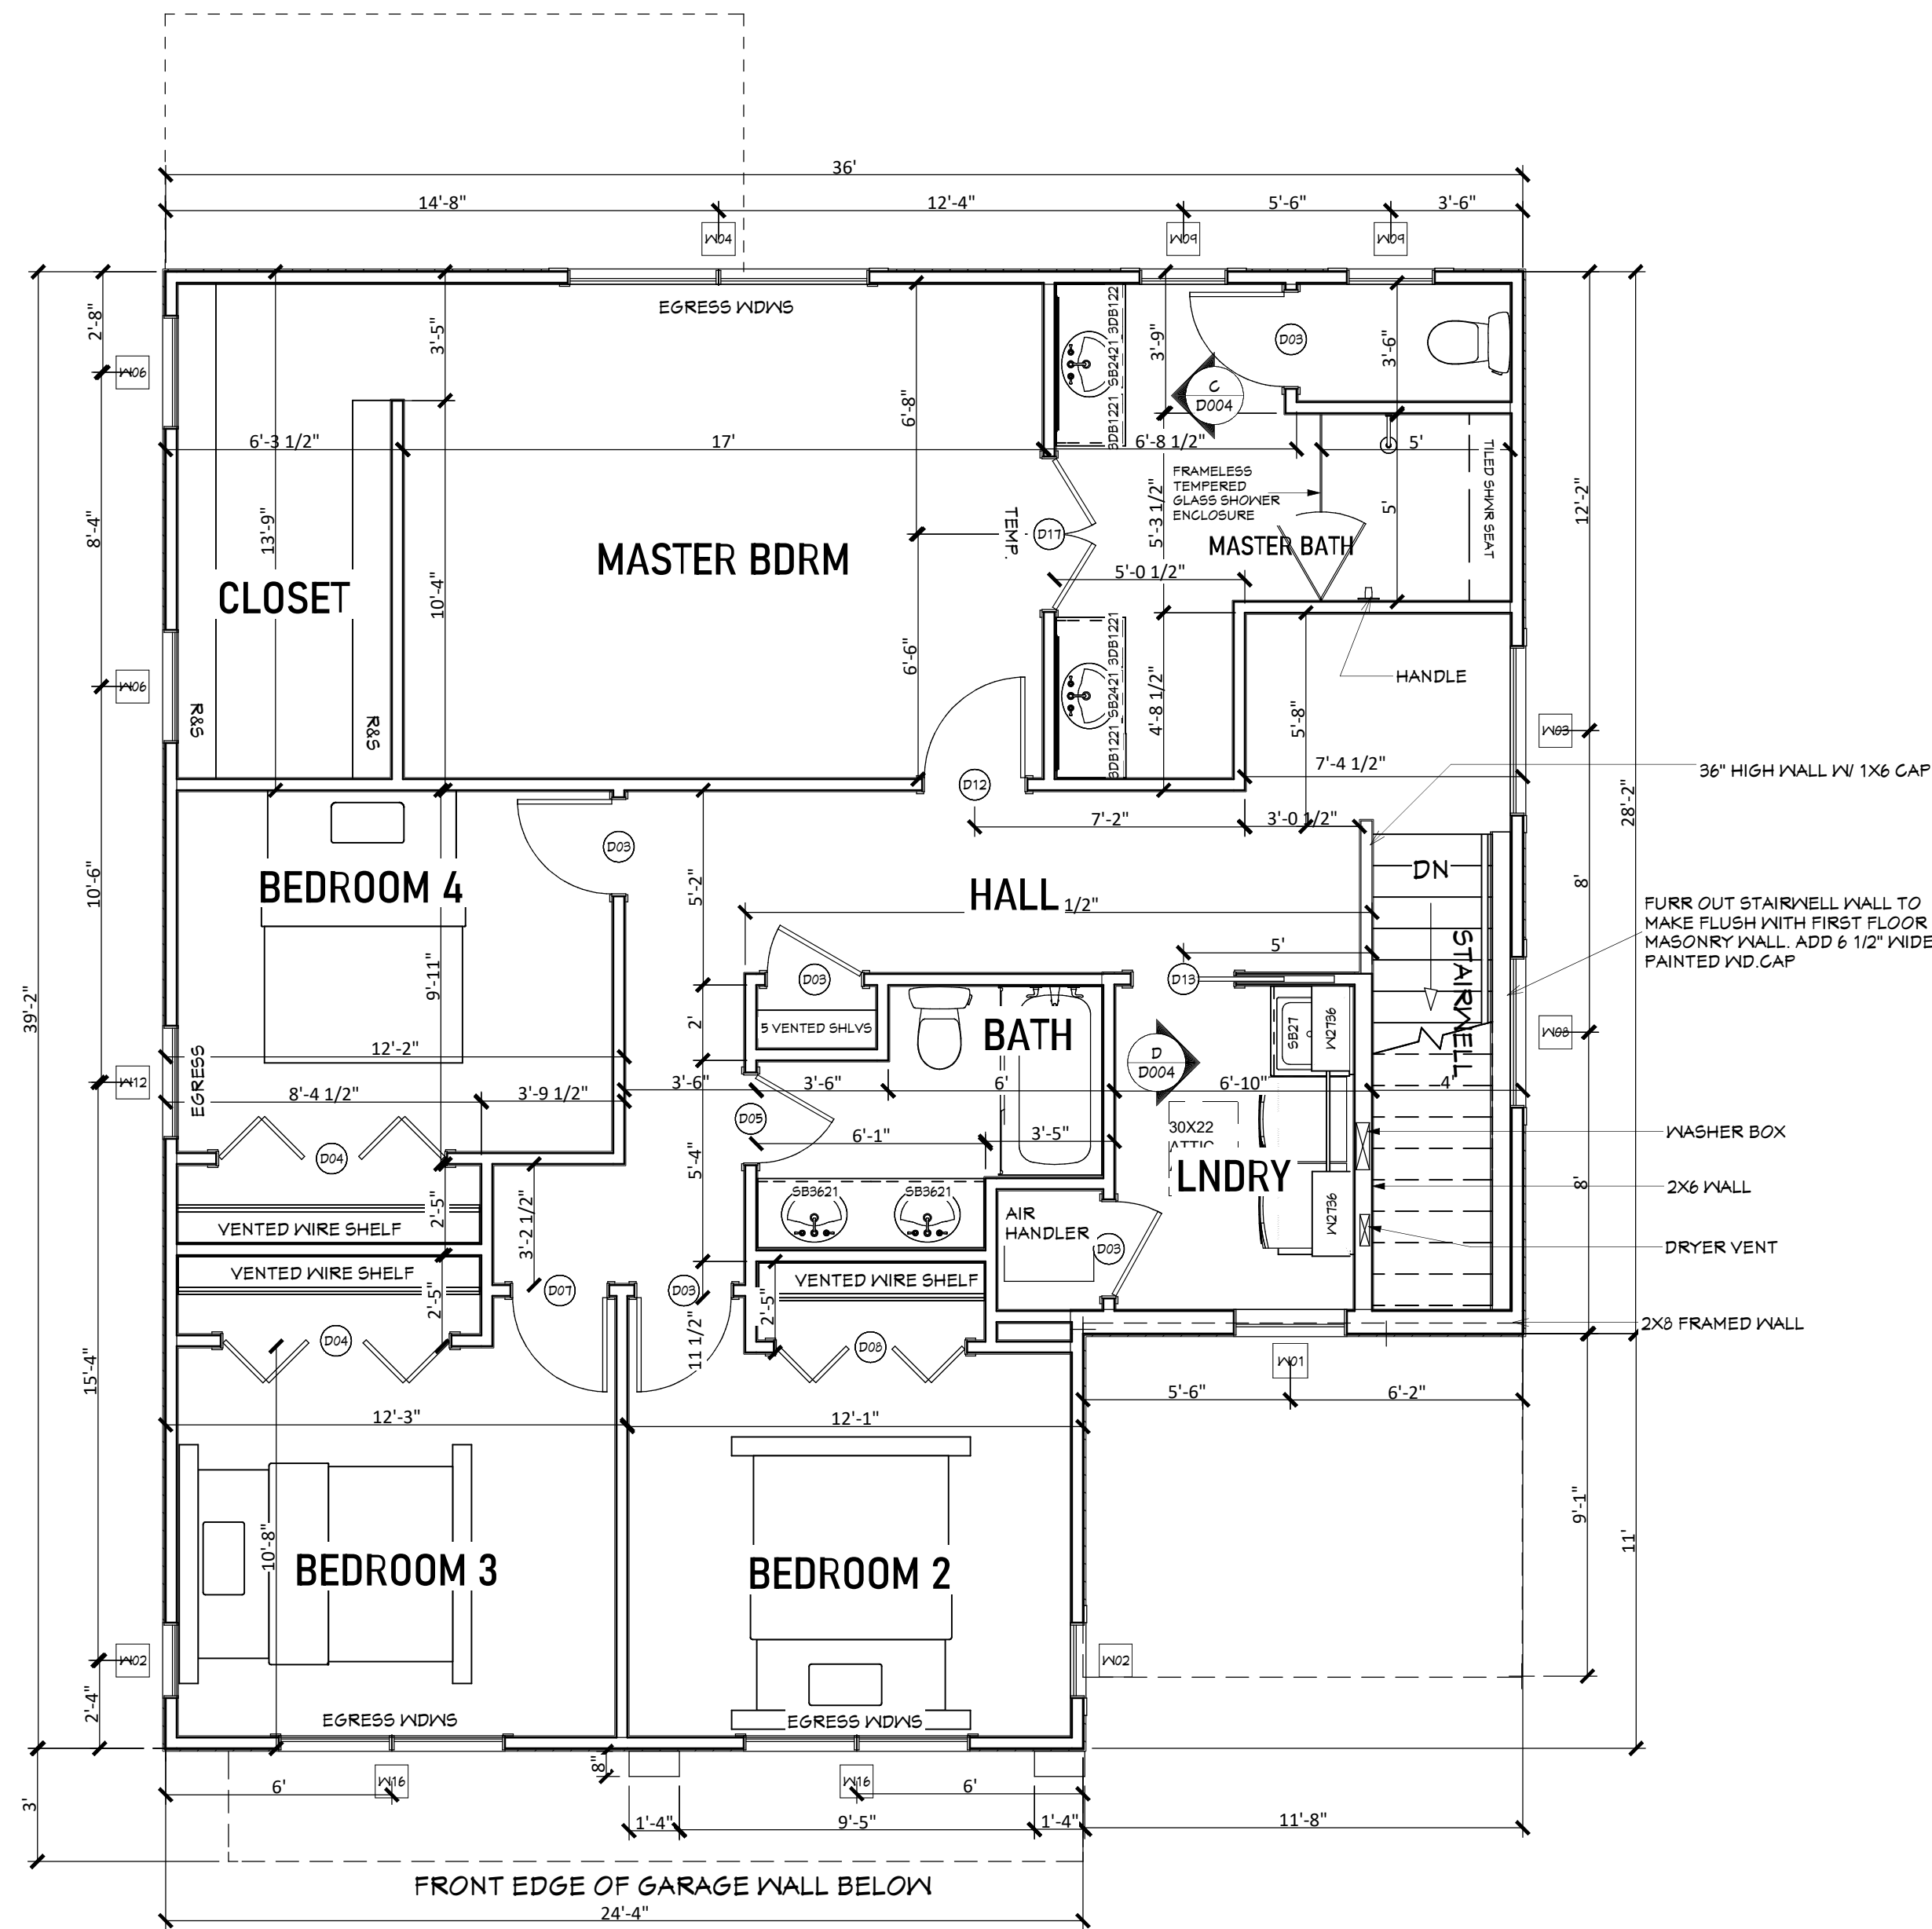 36'
14'-8"
12'-4"
5'-6"
3'-6"
W04
W09
W09
EGRESS WDWS
2'-8"
3'-5"
6'-8"
3'-9"
3'-6"
3DB1221 SB2421 3DB122
D03
W06
C
D004
6'-3 1/2"
17'
6'-8 1/2"
5'
FRAMELESS
TEMPERED
GLASS SHOWER
ENCLOSURE
TILED SHWR SEAT
12'-2"
8'-4"
13'-9"
TEMP.
D17
5'-3 1/2"
5'
MASTER BATH
MASTER BDRM
CLOSET
10'-4"
5'-0 1/2"
6'-6"
3DB1221 SB2421 3DB1221
4'-8 1/2"
5'-8"
HANDLE
W06
R&S
R&S
W03
7'-4 1/2"
36" HIGH WALL W/ 1X6 CAP
28'-2"
D12
7'-2"
3'-0 1/2"
D03
BEDROOM 4
10'-6"
5'-2"
HALL
1/2"
DN
8'
FURR OUT STAIRWELL WALL TO
MAKE FLUSH WITH FIRST FLOOR
MASONRY WALL. ADD 6 1/2" WIDE
PAINTED WD.CAP
STAIRWELL
5'
9'-11"
39'-2"
D03
D13
5 VENTED SHLVS
2'
BATH
SB27
W2736
W08
12'-2"
EGRESS
D
D004
W12
8'-4 1/2"
3'-9 1/2"
3'-6"
3'-6"
6'
6'-10"
4'
D05
6'-1"
3'-5"
30X22
ATTIC
WASHER BOX
5'-4"
D04
LNDRY
8'
2X6 WALL
SB3621
SB3621
W2736
2'-5"
VENTED WIRE SHELF
3'-2 1/2"
AIR
HANDLER
D03
DRYER VENT
VENTED WIRE SHELF
2'-5"
D07
D03
VENTED WIRE SHELF
2'-5"
11 1/2"
D04
D08
2X8 FRAMED WALL
15'-4"
W01
5'-6"
6'-2"
12'-3"
12'-1"
9'-1"
11'
10'-8"
BEDROOM 3
BEDROOM 2
W02
W02
2'-4"
EGRESS WDWS
EGRESS WDWS
8"
6'
W16
W16
6'
3'
1'-4"
9'-5"
1'-4"
11'-8"
FRONT EDGE OF GARAGE WALL BELOW
24'-4"